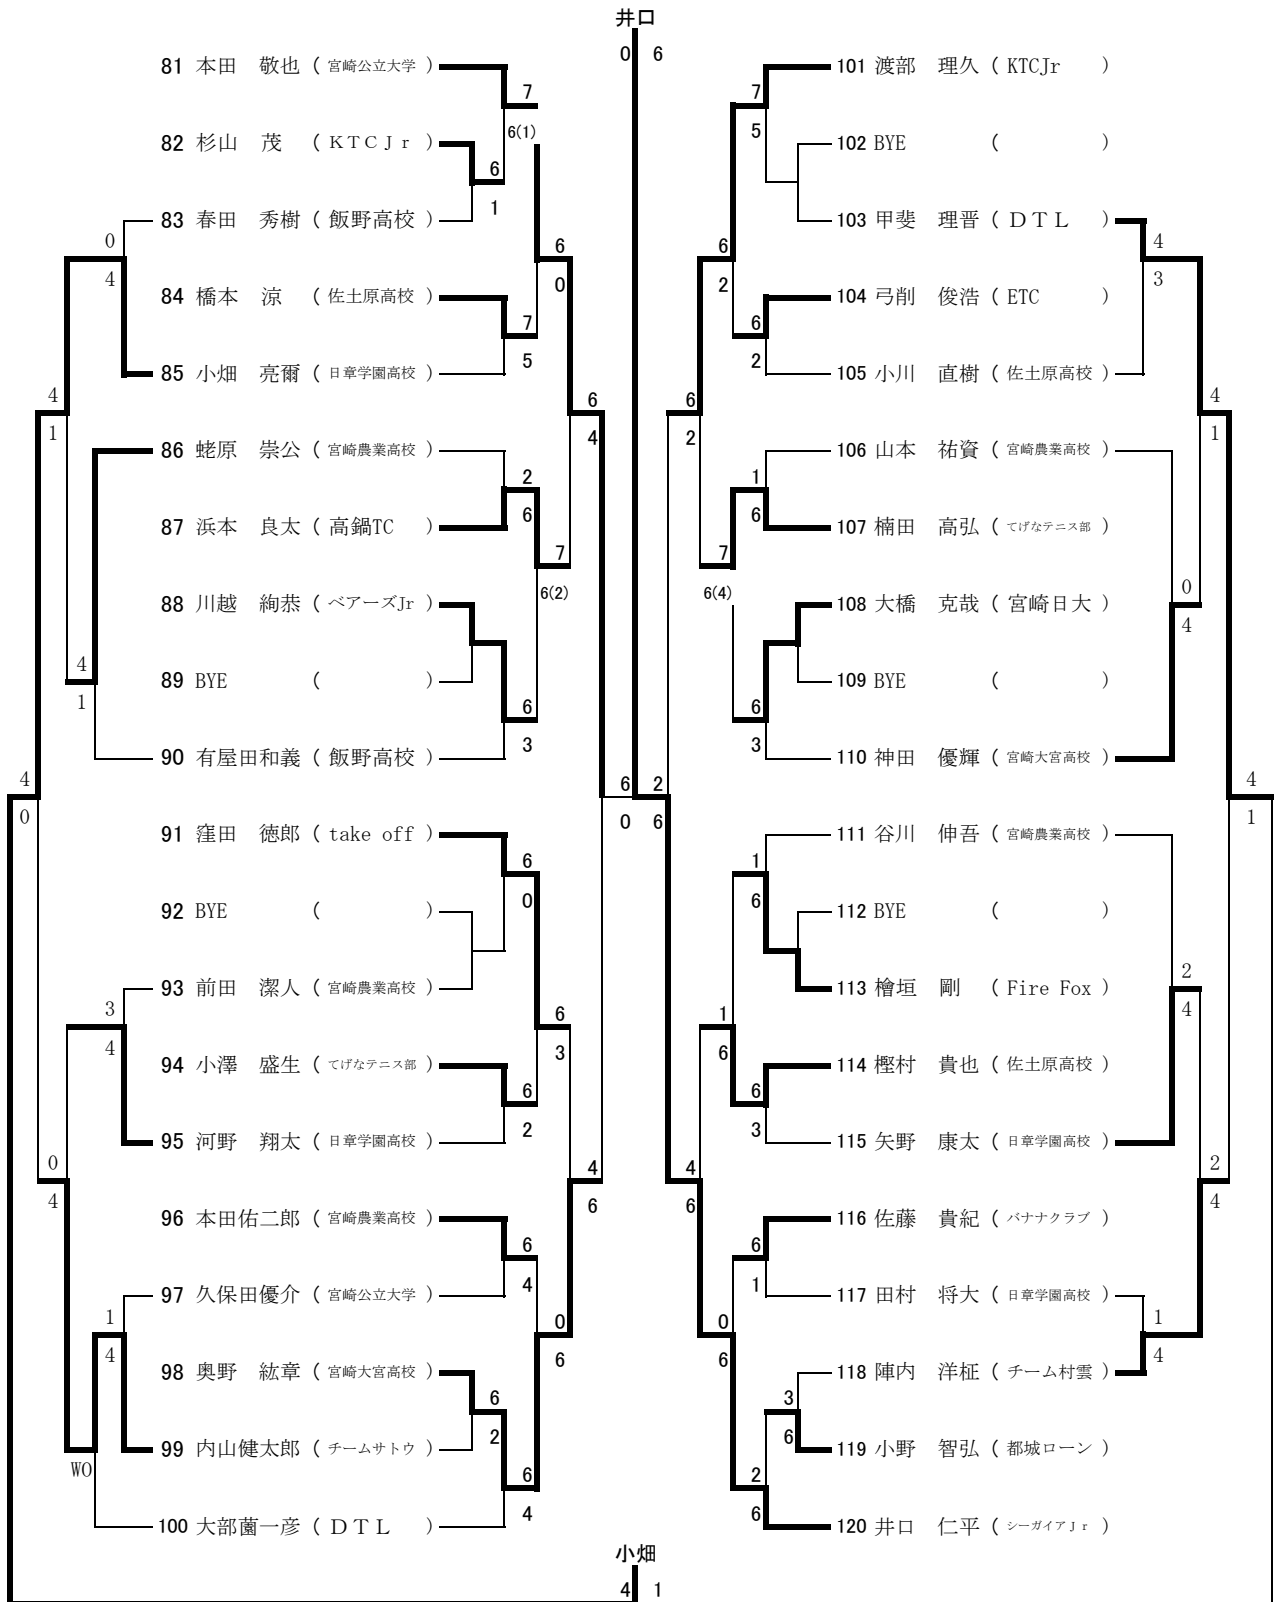 井口
0 6
81 本田 敬也 ( 宮崎公立大学 ) 101 渡部 理久 ( KTCJr )
7 7
6(1) 5
82 杉山 茂 ( KTCJr ) 102 BYE ( )
6
1
83 春田 秀樹 ( 飯野高校 ) 103 甲斐 理晋 ( DTL )
0 6 6 4
4 0 2 3
84 橋本 涼 ( 佐土原高校 ) 104 弓削 俊浩 ( ETC )
7 6
5 2
85 小畑 亮爾 ( 日章学園高校 ) 105 小川 直樹 ( 佐土原高校 )
4 6 6 4
1 4 2 1
86 蛯原 崇公 ( 宮崎農業高校 ) 106 山本 祐資 ( 宮崎農業高校 )
2 1
6 6
87 浜本 良太 ( 高鍋TC ) 107 楠田 高弘 ( てげなテニス部 )
7 7
6(2) 6(4)
0
4
88 川越 絢恭 ( ベアーズJr ) 108 大橋 克哉 ( 宮崎日大 )
4
1
89 BYE ( ) 109 BYE ( )
6 6
3 3
90 有屋田和義 ( 飯野高校 ) 110 神田 優輝 ( 宮崎大宮高校 )
4 6 2 4
0 0 6 1
91 窪田 徳郎 ( take off ) 111 谷川 伸吾 ( 宮崎農業高校 )
6 1
0 6
92 BYE ( ) 112 BYE ( )
2
4
93 前田 潔人 ( 宮崎農業高校 ) 113 檜垣 剛 ( Fire Fox )
3 6 1
4 3 6
94 小澤 盛生 ( てげなテニス部 ) 114 樫村 貴也 ( 佐土原高校 )
6 6
2 3
95 河野 翔太 ( 日章学園高校 ) 115 矢野 康太 ( 日章学園高校 )
0 4 4 2
4 6 6 4
96 本田佑二郎 ( 宮崎農業高校 ) 116 佐藤 貴紀 ( バナナクラブ )
6 6
4 1
97 久保田優介 ( 宮崎公立大学 ) 117 田村 将大 ( 日章学園高校 )
1 0 0 1
4 6 6 4
98 奥野 紘章 ( 宮崎大宮高校 ) 118 陣内 洋柾 ( チーム村雲 )
6 3
2 6
99 内山健太郎 ( チームサトウ ) 119 小野 智弘 ( 都城ローン )
WO 6 2
4 6
100 大部薗一彦 ( DTL ) 120 井口 仁平 ( シーガイアJr )
小畑
4 1